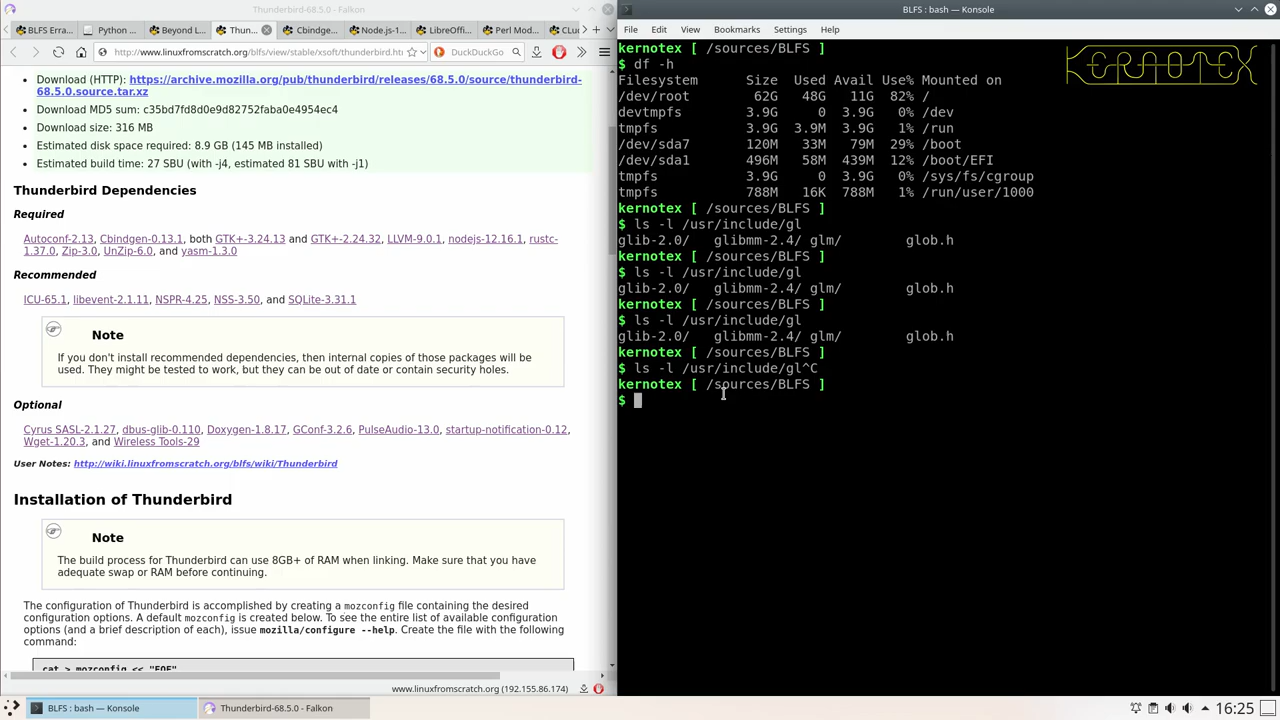 Thunderbird-68.5.0 - Falkon
BLFS Erra
Python
Beyond L
Thun
Cbindge
Node.js-1
LibreOffi
Perl Mod
CLuc
http://www.linuxfromscratch.org/blfs/view/stable/xsoft/thunderbird.ht
DuckDuckGo
Download (HTTP): https://archive.mozilla.org/pub/thunderbird/releases/68.5.0/source/thunderbird-
68.5.0.source.tar.xz
Download MD5 sum: c35bd7fd8d0e9d82752faba0e4954ec4
Download size: 316 MB
Estimated disk space required: 8.9 GB (145 MB installed)
Estimated build time: 27 SBU (with -j4, estimated 81 SBU with -j1)
Thunderbird Dependencies
Required
Autoconf-2.13, Cbindgen-0.13.1, both GTK+-3.24.13 and GTK+-2.24.32, LLVM-9.0.1, nodejs-12.16.1, rustc-
1.37.0, Zip-3.0, UnZip-6.0, and yasm-1.3.0
Recommended
ICU-65.1, libevent-2.1.11, NSPR-4.25, NSS-3.50, and SQLite-3.31.1
Note
If you don't install recommended dependencies, then internal copies of those packages will be
used. They might be tested to work, but they can be out of date or contain security holes.
Optional
Cyrus SASL-2.1.27, dbus-glib-0.110, Doxygen-1.8.17, GConf-3.2.6, PulseAudio-13.0, startup-notification-0.12,
Wget-1.20.3, and Wireless Tools-29
User Notes: http://wiki.linuxfromscratch.org/blfs/wiki/Thunderbird
Installation of Thunderbird
Note
The build process for Thunderbird can use 8GB+ of RAM when linking. Make sure that you have
adequate swap or RAM before continuing.
The configuration of Thunderbird is accomplished by creating a mozconfig file containing the desired
configuration options. A default mozconfig is created below. To see the entire list of available configuration
options (and a brief description of each), issue mozilla/configure --help. Create the file with the following
command:
cat > mozconfig << "EOF"
www.linuxfromscratch.org (192.155.86.174)
BLFS : bash — Konsole
File Edit View Bookmarks Settings Help
KERNOTEX
kernotex [ /sources/BLFS ]
$ df -h
Filesystem Size Used Avail Use% Mounted on
/dev/root 62G 48G 11G 82% /
devtmpfs 3.9G 0 3.9G 0% /dev
tmpfs 3.9G 3.9M 3.9G 1% /run
/dev/sda7 120M 33M 79M 29% /boot
/dev/sda1 496M 58M 439M 12% /boot/EFI
tmpfs 3.9G 0 3.9G 0% /sys/fs/cgroup
tmpfs 788M 16K 788M 1% /run/user/1000
kernotex [ /sources/BLFS ]
$ ls -l /usr/include/gl
glib-2.0/ glibmm-2.4/ glm/ glob.h
kernotex [ /sources/BLFS ]
$ ls -l /usr/include/gl
glib-2.0/ glibmm-2.4/ glm/ glob.h
kernotex [ /sources/BLFS ]
$ ls -l /usr/include/gl
glib-2.0/ glibmm-2.4/ glm/ glob.h
kernotex [ /sources/BLFS ]
$ ls -l /usr/include/gl^C
kernotex [ /sources/BLFS ]
$
BLFS : bash — Konsole
Thunderbird-68.5.0 - Falkon
16:25